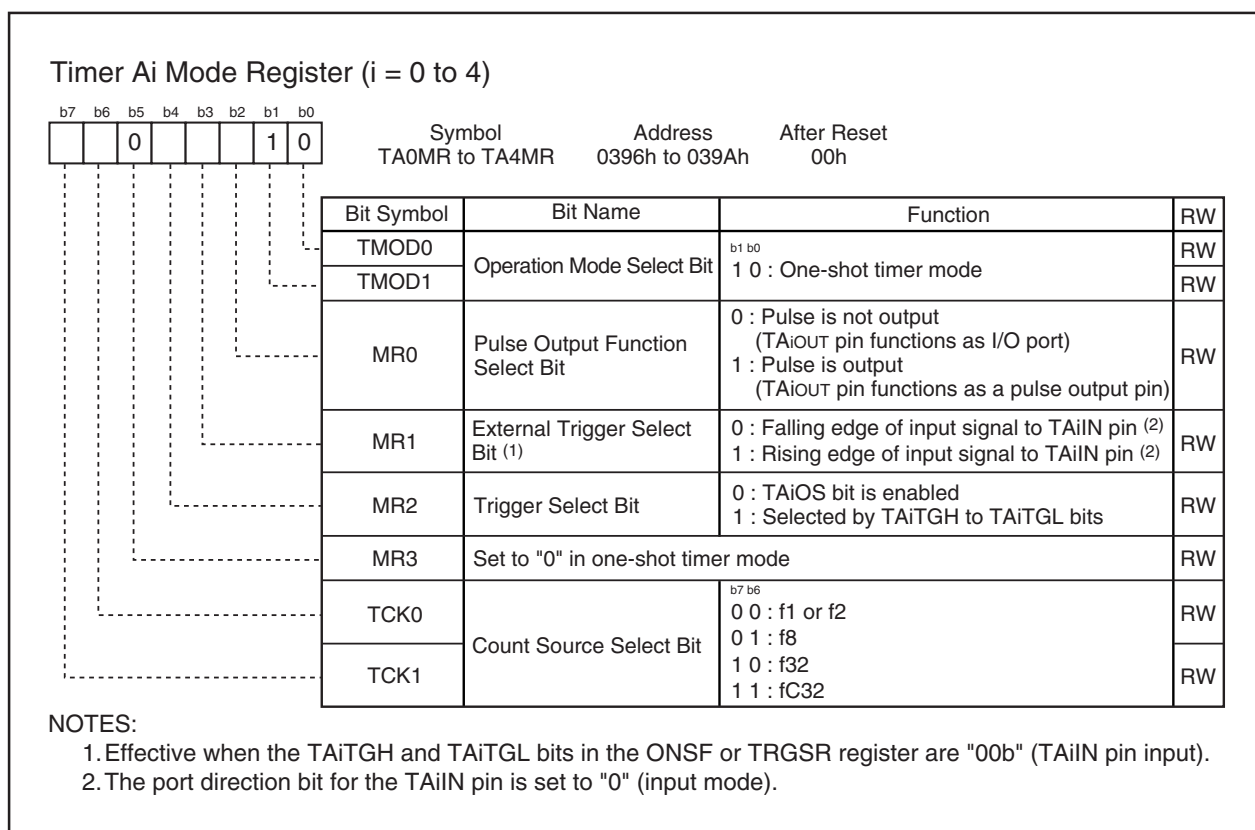 Timer Ai Mode Register (i = 0 to 4)
b7 b6 b5 b4 b3 b2 b1 b0
0 1 0
Symbol Address After Reset
TA0MR to TA4MR 0396h to 039Ah 00h
Bit Symbol Bit Name Function RW
TMOD0 RW
Operation Mode Select Bit
b1 b0
1 0 : One-shot timer mode
TMOD1 RW
MR0
Pulse Output Function
Select Bit
0 : Pulse is not output
(TAiOUT pin functions as I/O port)
1 : Pulse is output
(TAiOUT pin functions as a pulse output pin)
RW
MR1
External Trigger Select
Bit (1)
0 : Falling edge of input signal to TAiIN pin (2)
1 : Rising edge of input signal to TAiIN pin (2)
RW
MR2
Trigger Select Bit
0 : TAiOS bit is enabled
1 : Selected by TAiTGH to TAiTGL bits
RW
MR3 Set to "0" in one-shot timer mode RW
TCK0 RW
Count Source Select Bit
b7 b6
0 0 : f1 or f2
0 1 : f8
1 0 : f32
1 1 : fC32
TCK1 RW
NOTES:
1. Effective when the TAiTGH and TAiTGL bits in the ONSF or TRGSR register are "00b" (TAiIN pin input).
2. The port direction bit for the TAiIN pin is set to "0" (input mode).